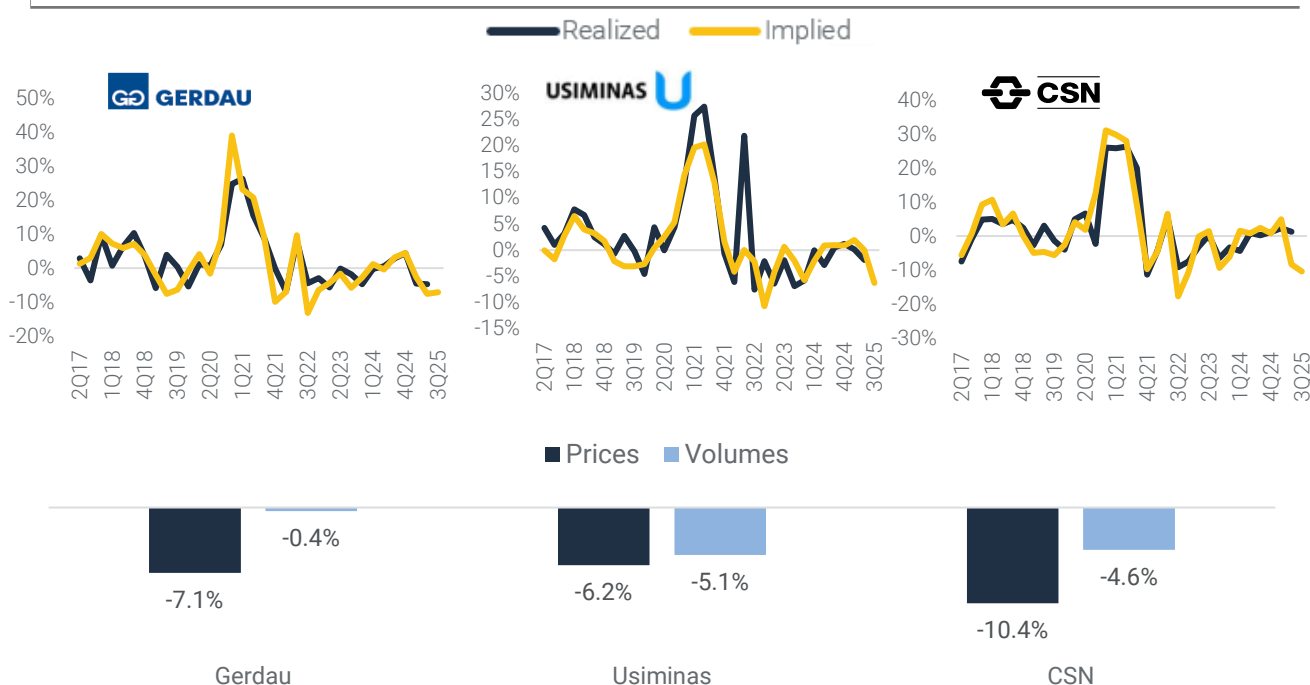 Realized Implied
GERDAU
50%
40%
30%
20%
10%
0%
-10%
-20%
2Q17 1Q18 4Q18 3Q19 2Q20 1Q21 4Q21 3Q22 2Q23 1Q24 4Q24 3Q25
USIMINAS
30%
25%
20%
15%
10%
5%
0%
-5%
-10%
-15%
2Q17 1Q18 4Q18 3Q19 2Q20 1Q21 4Q21 3Q22 2Q23 1Q24 4Q24 3Q25
CSN
40%
30%
20%
10%
0%
-10%
-20%
-30%
2Q17 1Q18 4Q18 3Q19 2Q20 1Q21 4Q21 3Q22 2Q23 1Q24 4Q24 3Q25
Prices Volumes
-7.1% -0.4% -6.2% -5.1% -10.4% -4.6%
Gerdau Usiminas CSN